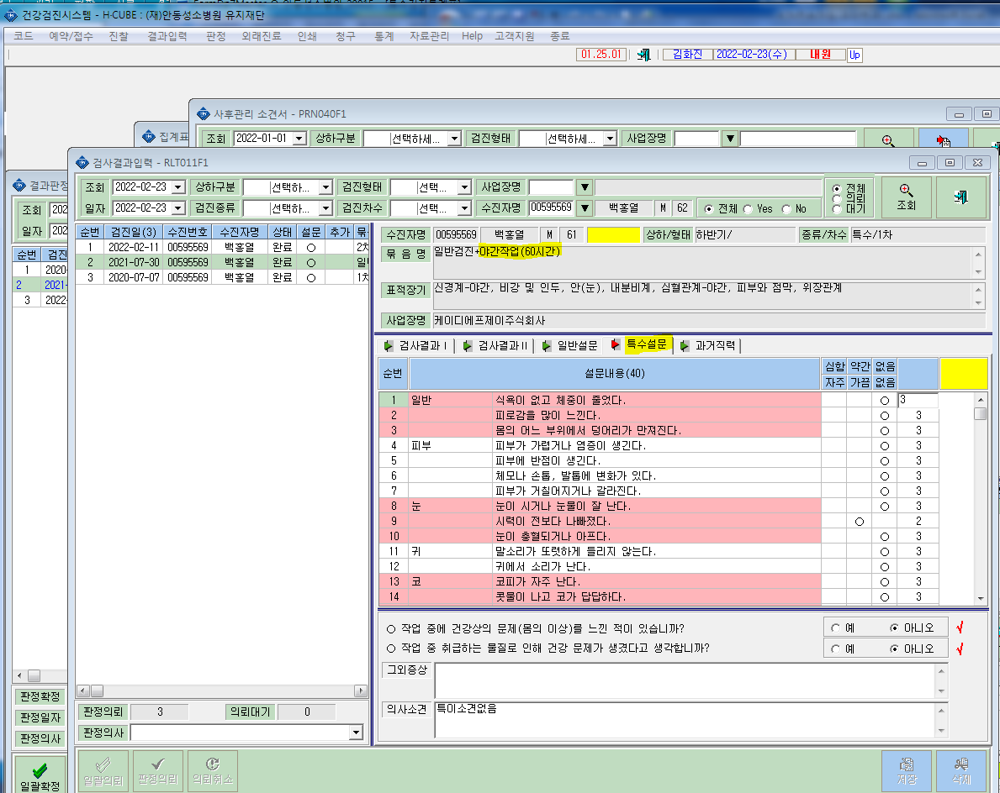 건강검진시스템 - H·CUBE : (재)안동성소병원 유지재단
코드 예약/접수 진찰 결과입력 판정 외래진료 인쇄 청구 통계 자료관리 Help 고객지원 종료
01.25.01 김화진 2022-02-23(수) 내원 Up
사후관리 소견서 - PRN040F1
조회 2022-01-01 상하구분 [선택하세... 검진형태 [선택하세... 사업장명
집계표
검사결과입력 - RLT011F1
조회 2022-02-23 상하구분 [선택하... 검진형태 [선택... 사업장명
일자 2022-02-23 검진종류 [선택하... 검진차수 [선택... 수진자명 00595569 백홍열 M 62
전체 의뢰 대기
전체 Yes No
조회
결과판정
조회 202
일자 202
순번 검진
1 2020-
2 2021-
3 2022-
순번 검진일(3) 수진번호 수진자명 상태 설문 추가 묶
1 2022-02-11 00595569 백홍열 완료 ○ 2차
2 2021-07-30 00595569 백홍열 완료 ○ 일
3 2020-07-07 00595569 백홍열 완료 ○ 1차
수진자명 00595569 백홍열 M 61 상하/형태 하반기/ 종류/차수 특수/1차
묶 음 명 일반검진+야간작업(60시간)
표적장기 신경계-야간, 비강 및 인두, 안(눈), 내분비계, 심혈관계-야간, 피부와 점막, 위장관계
사업장명 케이디에프제이주식회사
검사결과 I 검사결과 II 일반설문 특수설문 과거직력
순번 설문내용(40) 심함 약간 없음
자주 가끔 없음
1 일반 식욕이 없고 체중이 줄었다. ○ 3
2 피로감을 많이 느낀다. ○ 3
3 몸의 어느 부위에서 덩어리가 만져진다. ○ 3
4 피부 피부가 가렵거나 염증이 생긴다. ○ 3
5 피부에 반점이 생긴다. ○ 3
6 체모나 손톱, 발톱에 변화가 있다. ○ 3
7 피부가 거칠어지거나 갈라진다. ○ 3
8 눈 눈이 시거나 눈물이 잘 난다. ○ 3
9 시력이 전보다 나빠졌다. ○ 2
10 눈이 충혈되거나 아프다. ○ 3
11 귀 말소리가 또렷하게 들리지 않는다. ○ 3
12 귀에서 소리가 난다. ○ 3
13 코 코피가 자주 난다. ○ 3
14 콧물이 나고 코가 답답하다. ○ 3
○ 작업 중에 건강상의 문제(몸의 이상)를 느낀 적이 있습니까? 예 아니오
○ 작업 중 취급하는 물질로 인해 건강 문제가 생겼다고 생각합니까? 예 아니오
그외증상
의사소견 특이소견없음
판정의뢰 3 의뢰대기 0
판정의사
판정확정
판정일자
판정의사
일괄확정
일괄의뢰 판정의뢰 의뢰취소 저장 삭제